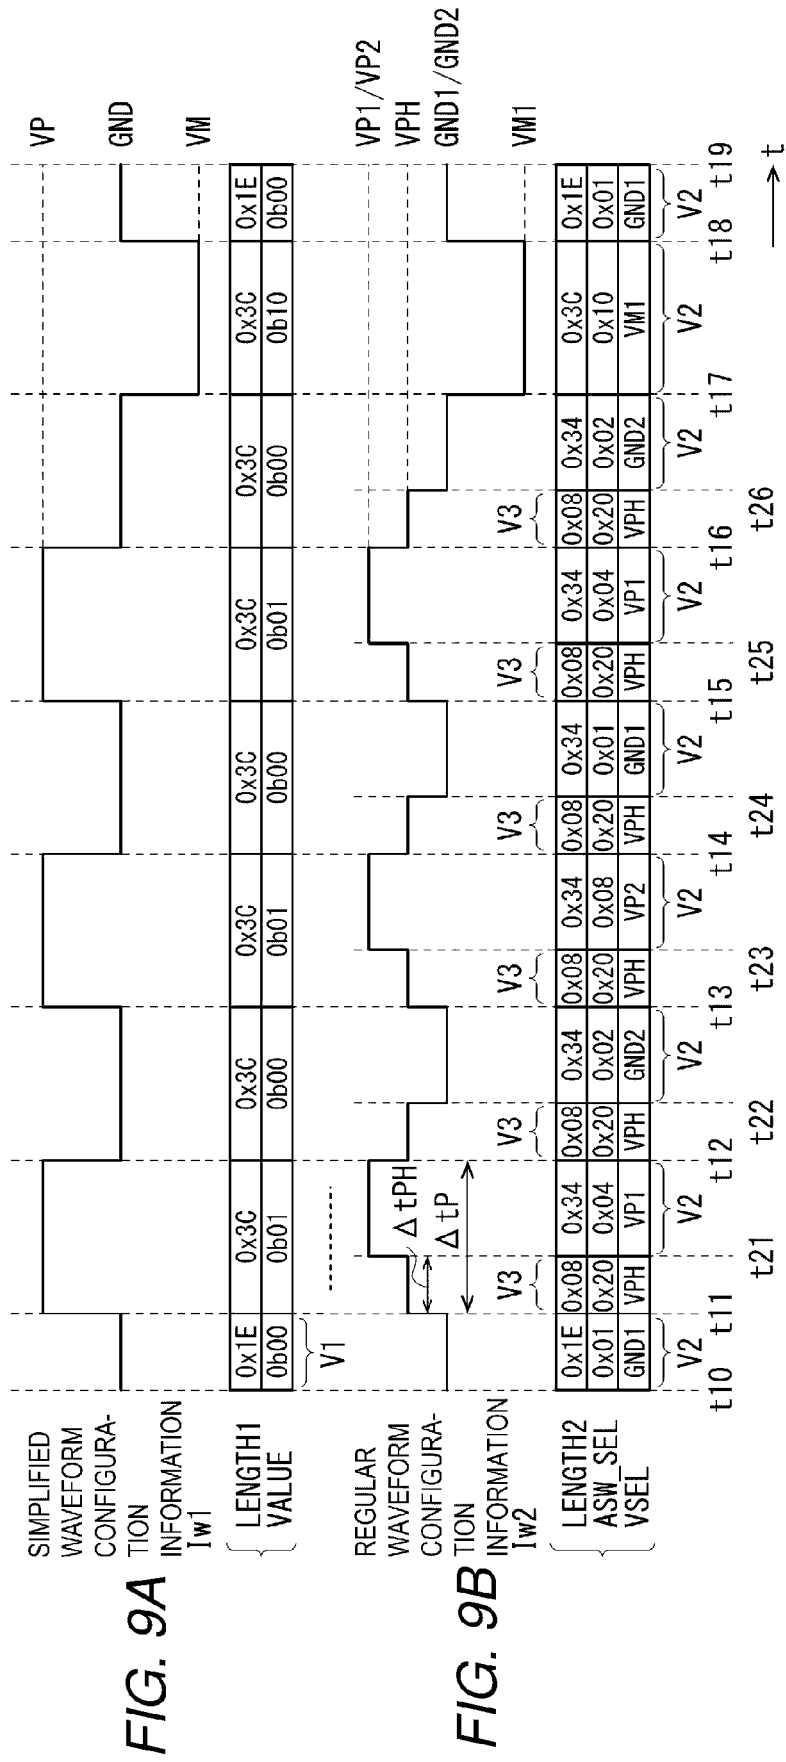 FIG. 9A
SIMPLIFIED
WAVEFORM
CONFIGURA-
TION
INFORMATION
Iw1
VP
GND
VM
LENGTH1
VALUE
0x1E 0x3C 0x3C 0x3C 0x3C 0x3C 0x3C 0x3C 0x1E
0b00 0b01 0b00 0b01 0b00 0b01 0b00 0b10 0b00
V1
FIG. 9B
REGULAR
WAVEFORM
CONFIGURA-
TION
INFORMATION
Iw2
VP1/VP2
VPH
GND1/GND2
VM1
ΔtPH
ΔtP
V3 V3 V3 V3 V3 V3
LENGTH2
ASW_SEL
VSEL
0x1E 0x08 0x34 0x08 0x34 0x08 0x34 0x08 0x34 0x08 0x34 0x08 0x34 0x3C 0x1E
0x01 0x20 0x04 0x20 0x02 0x20 0x08 0x20 0x01 0x20 0x04 0x20 0x02 0x10 0x01
GND1 VPH VP1 VPH GND2 VPH VP2 VPH GND1 VPH VP1 VPH GND2 VM1 GND1
V2 V2 V2 V2 V2 V2 V2 V2 V2
t10 t11 t12 t13 t14 t15 t16 t17 t18 t19
t21 t22 t23 t24 t25 t26
t